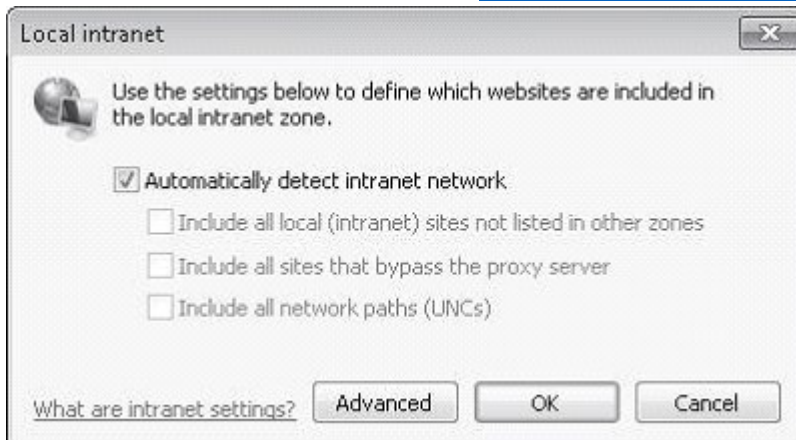 Local intranet
Use the settings below to define which websites are included in
the local intranet zone.
Automatically detect intranet network
Include all local (intranet) sites not listed in other zones
Include all sites that bypass the proxy server
Include all network paths (UNCs)
What are intranet settings? Advanced OK Cancel